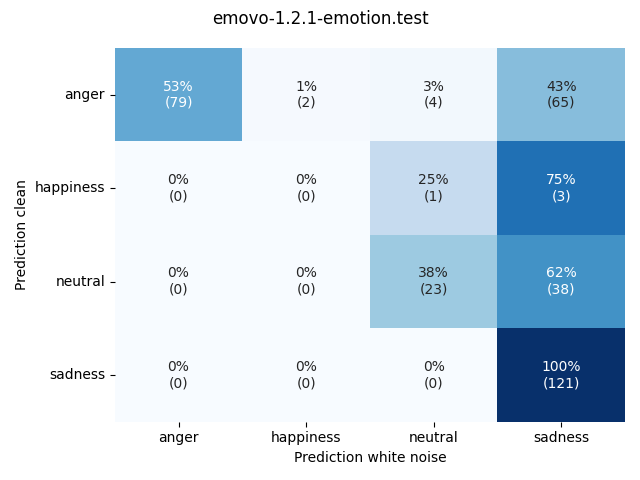 emovo-1.2.1-emotion.test
Prediction clean
anger
53%
(79)
1%
(2)
3%
(4)
43%
(65)
happiness
0%
(0)
0%
(0)
25%
(1)
75%
(3)
neutral
0%
(0)
0%
(0)
38%
(23)
62%
(38)
sadness
0%
(0)
0%
(0)
0%
(0)
100%
(121)
anger
happiness
neutral
sadness
Prediction white noise